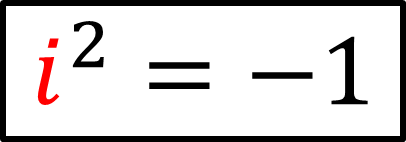 i² = −1